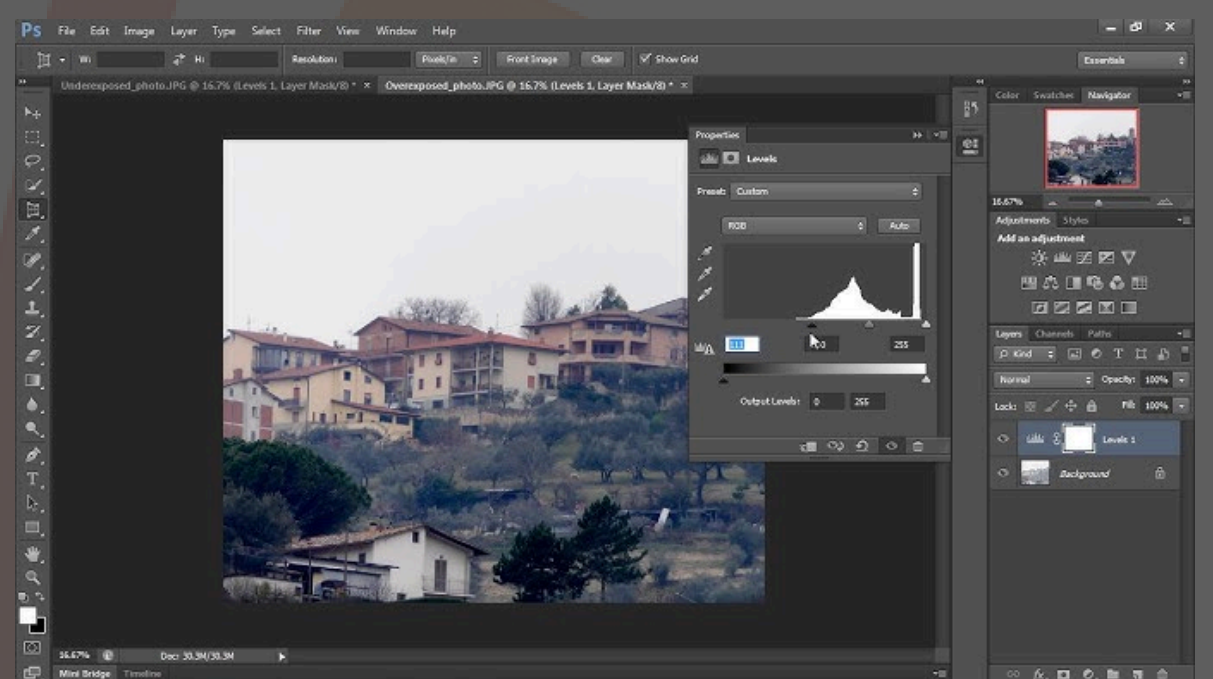 Ps File Edit Image Layer Type Select Filter View Window Help
W: H: Resolution: Pixels/in Front Image Clear Show Grid Essentials
Underexposed_photo.JPG @ 16.7% (Levels 1, Layer Mask/8) * × Overexposed_photo.JPG @ 16.7% (Levels 1, Layer Mask/8) * ×
Color Swatches Navigator
Properties
Levels
Preset: Custom
16.67%
RGB Auto
Adjustments Styles
Add an adjustment
Layers Channels Paths
111 255
Kind
Normal Opacity: 100%
Output Levels: 0 255
Lock: Fill: 100%
Levels 1
Background
16.67% Doc: 30.3M/30.3M
Mini Bridge Timeline